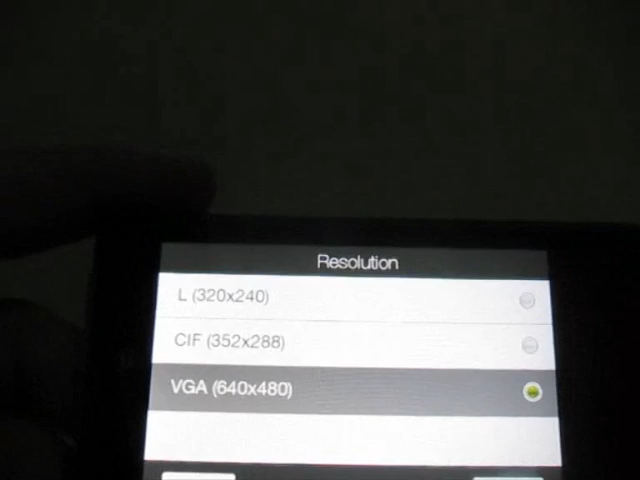 Resolution
L (320x240)
CIF (352x288)
VGA (640x480)